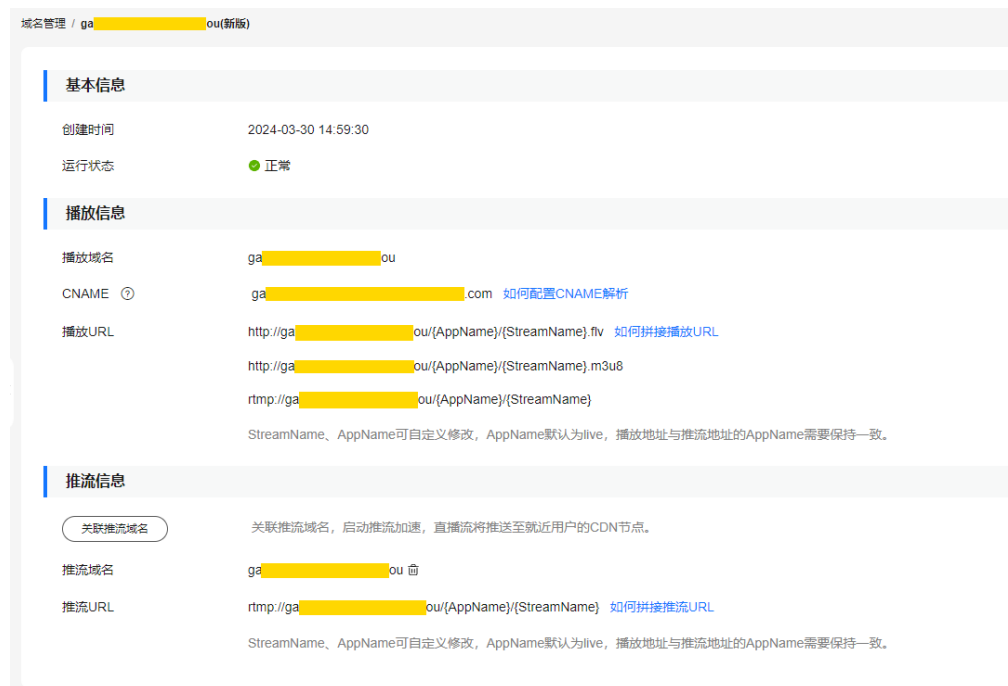 域名管理 / ga ou(新版)
基本信息
创建时间 2024-03-30 14:59:30
运行状态 正常
播放信息
播放域名 ga ou
CNAME ? ga .com 如何配置CNAME解析
播放URL http://ga ou/{AppName}/{StreamName}.flv 如何拼接播放URL
http://ga ou/{AppName}/{StreamName}.m3u8
rtmp://ga ou/{AppName}/{StreamName}
StreamName、AppName可自定义修改，AppName默认为live，播放地址与推流地址的AppName需要保持一致。
推流信息
关联推流域名 关联推流域名，启动推流加速，直播流将推送至就近用户的CDN节点。
推流域名 ga ou
推流URL rtmp://ga ou/{AppName}/{StreamName} 如何拼接推流URL
StreamName、AppName可自定义修改，AppName默认为live，播放地址与推流地址的AppName需要保持一致。